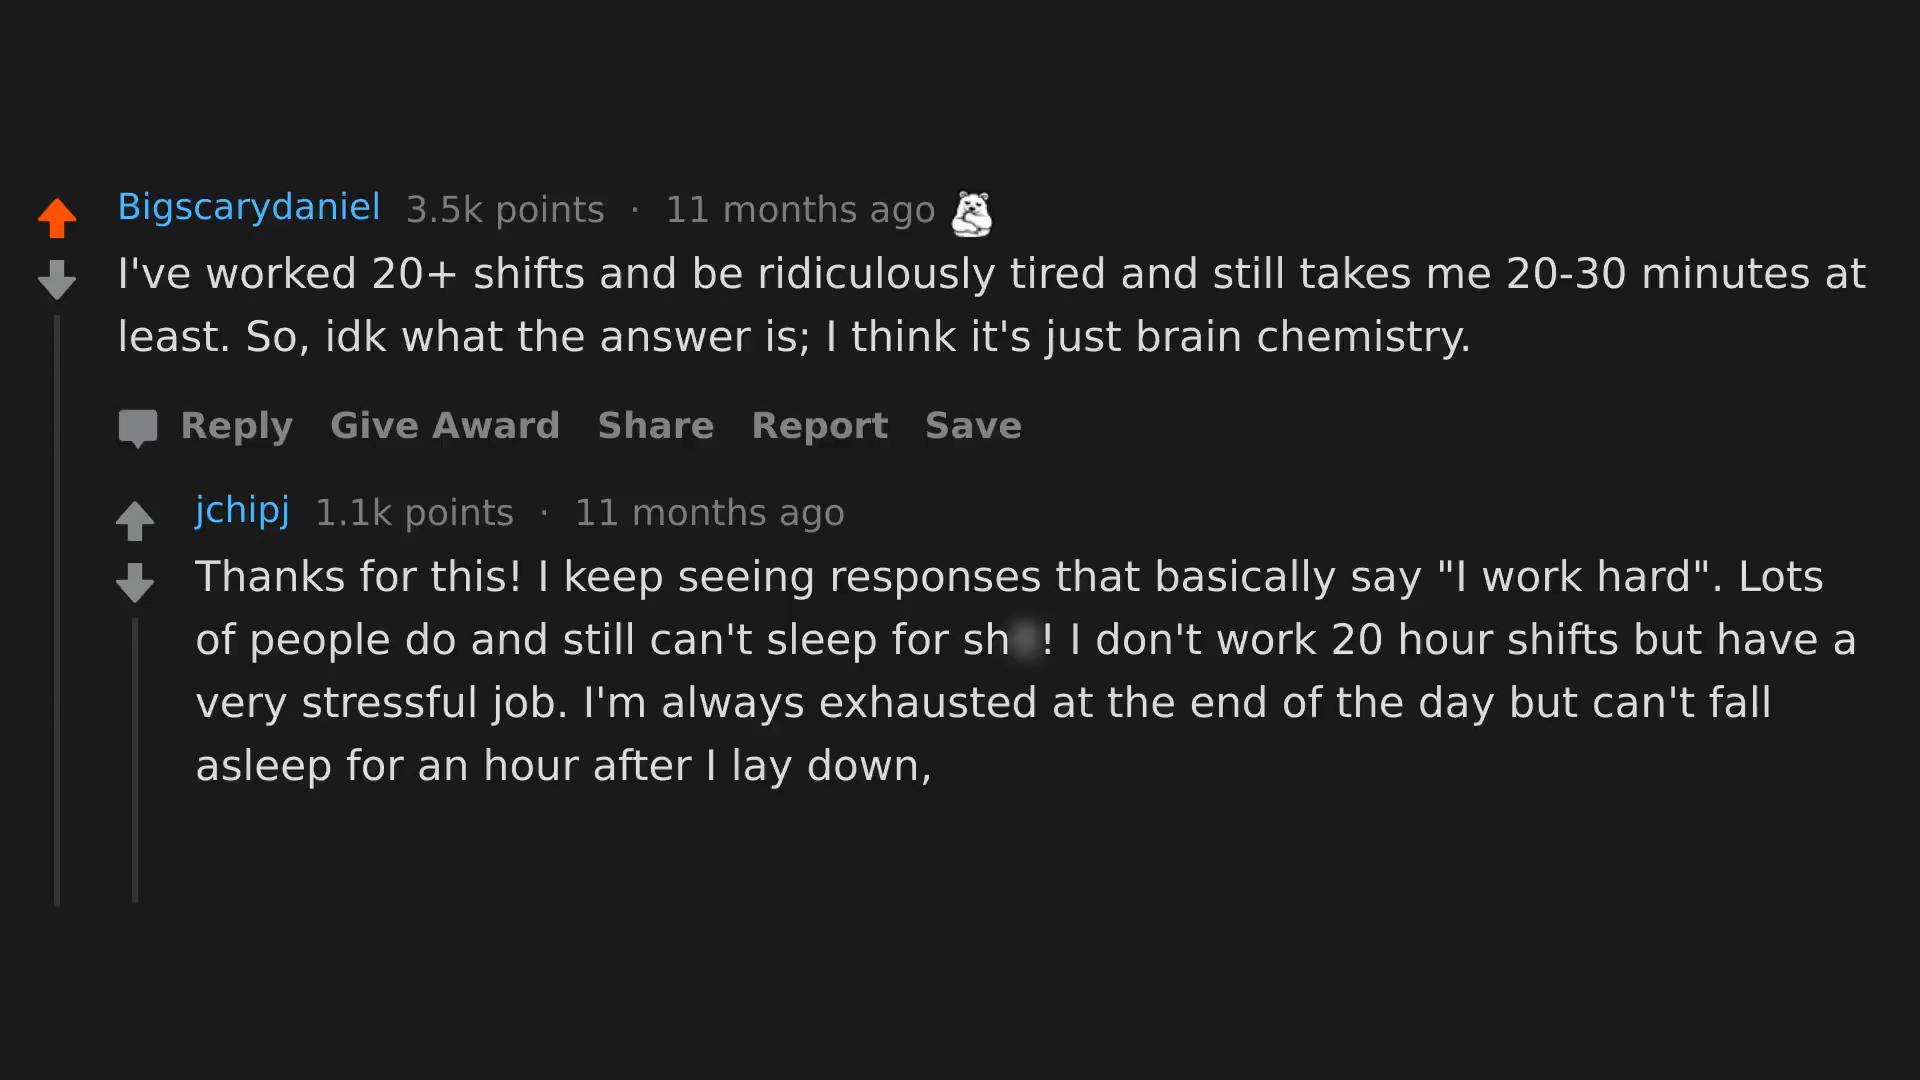 Bigscarydaniel 3.5k points · 11 months ago
I've worked 20+ shifts and be ridiculously tired and still takes me 20-30 minutes at
least. So, idk what the answer is; I think it's just brain chemistry.
Reply Give Award Share Report Save
jchipj 1.1k points · 11 months ago
Thanks for this! I keep seeing responses that basically say "I work hard". Lots
of people do and still can't sleep for sh ! I don't work 20 hour shifts but have a
very stressful job. I'm always exhausted at the end of the day but can't fall
asleep for an hour after I lay down,